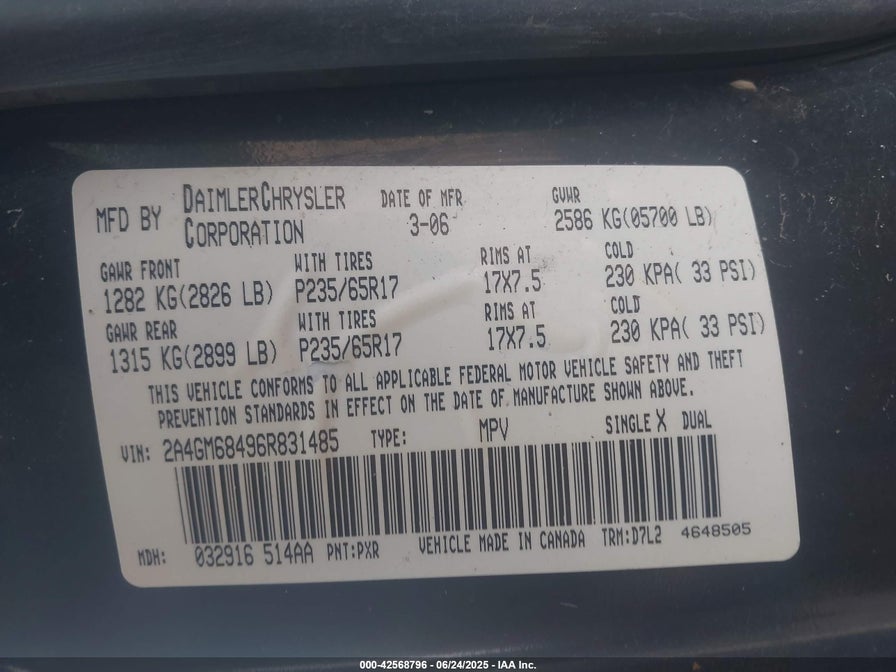 MFD BY DAIMLERCHRYSLER CORPORATION DATE OF MFR 3-06 GVWR 2586 KG(05700 LB)
GAWR FRONT WITH TIRES RIMS AT COLD
1282 KG(2826 LB) P235/65R17 17X7.5 230 KPA( 33 PSI)
GAWR REAR WITH TIRES RIMS AT COLD
1315 KG(2899 LB) P235/65R17 17X7.5 230 KPA( 33 PSI)
THIS VEHICLE CONFORMS TO ALL APPLICABLE FEDERAL MOTOR VEHICLE SAFETY AND THEFT
PREVENTION STANDARDS IN EFFECT ON THE DATE OF MANUFACTURE SHOWN ABOVE.
VIN: 2A4GM68496R831485 TYPE: MPV SINGLE X DUAL
MDH: 032916 514AA PNT:PXR VEHICLE MADE IN CANADA TRM:D7L2 4648505
000-42568796 - 06/24/2025 - IAA Inc.